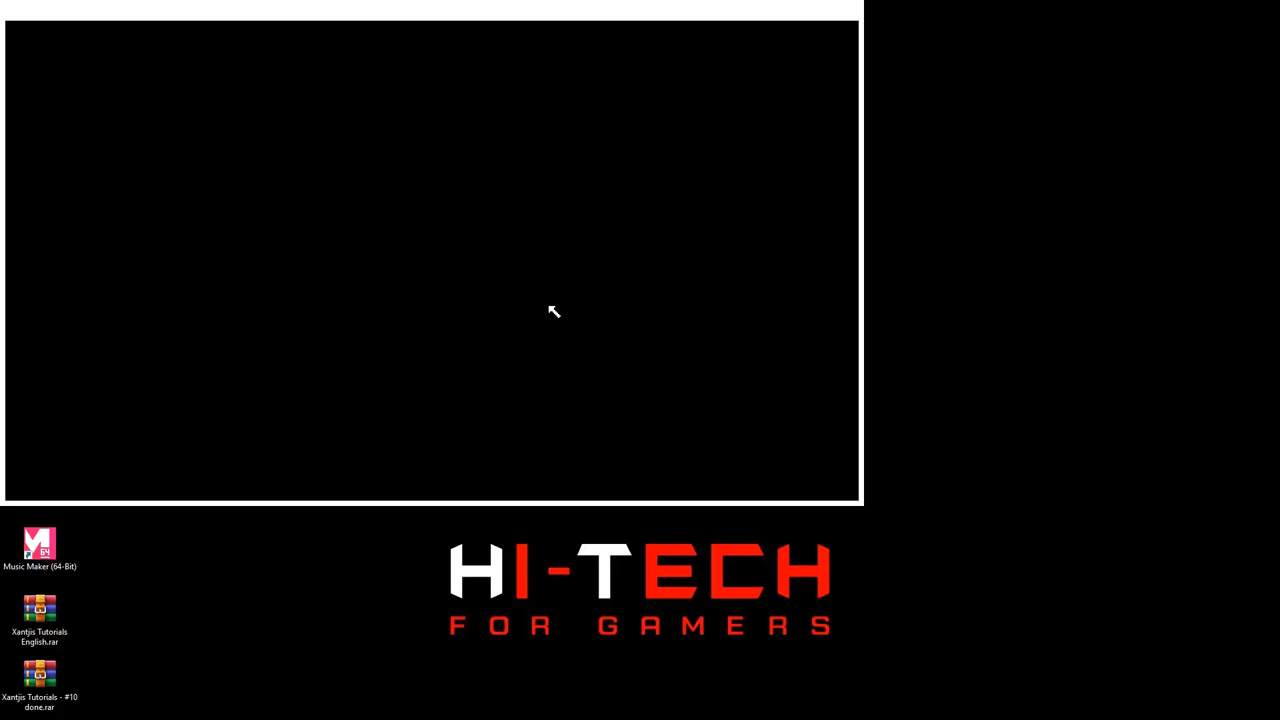 Music Maker (64-Bit)
Xantjis Tutorials
English.rar
Xantjis Tutorials - #10
done.rar
HI-TECH
FOR GAMERS